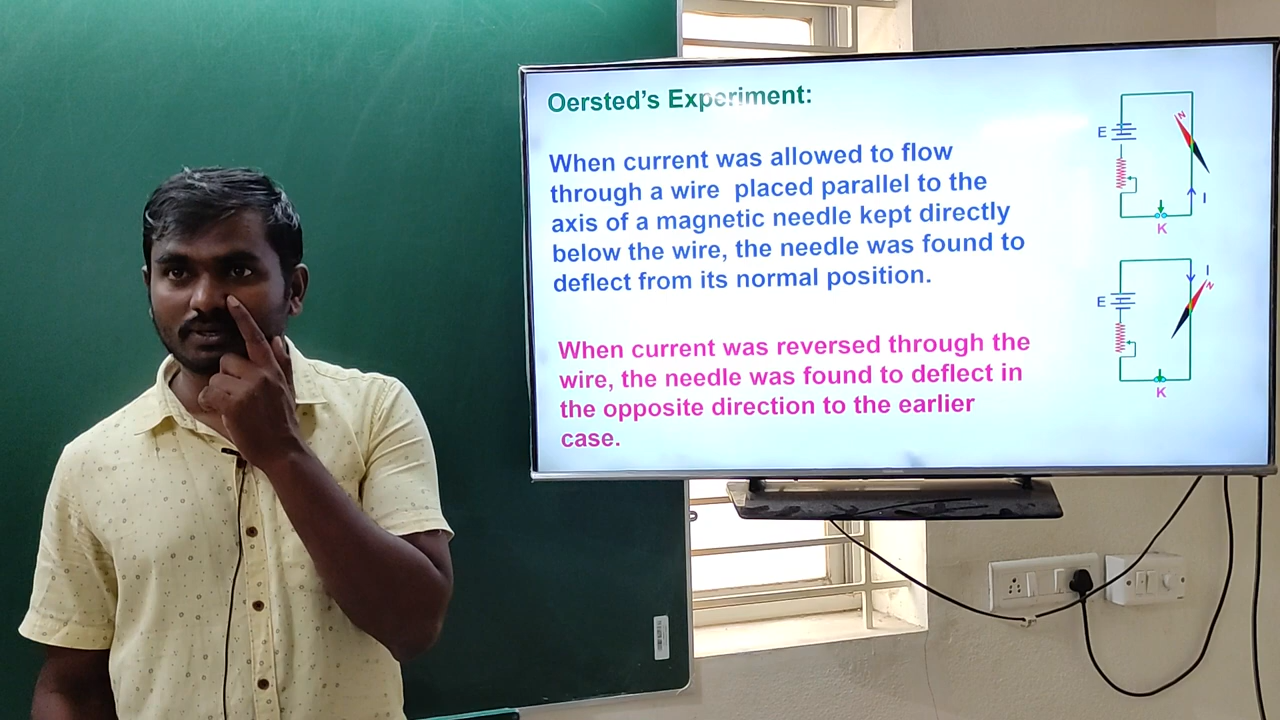 Oersted's Experiment:
When current was allowed to flow
through a wire placed parallel to the
axis of a magnetic needle kept directly
below the wire, the needle was found to
deflect from its normal position.
When current was reversed through the
wire, the needle was found to deflect in
the opposite direction to the earlier
case.
E
N
I
K
E
I
N
K